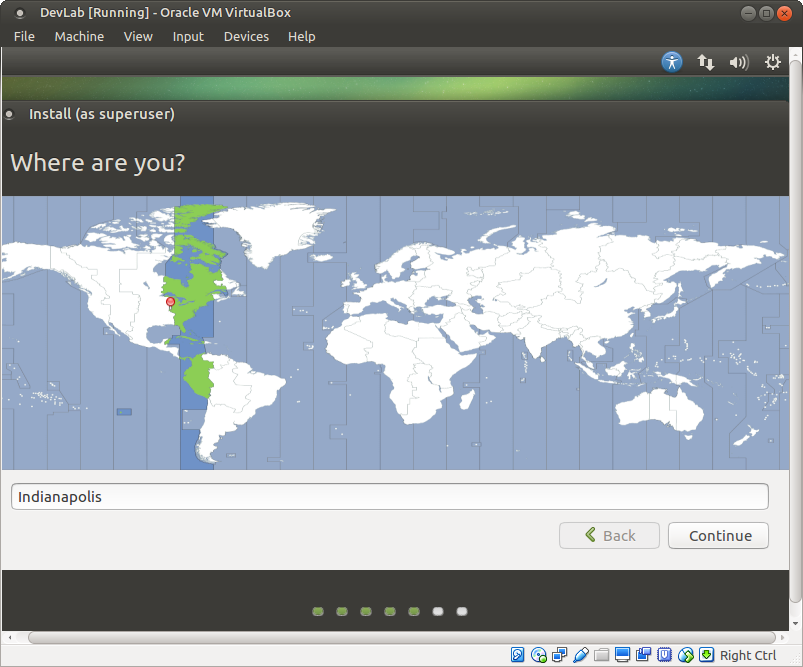 DevLab [Running] - Oracle VM VirtualBox
File Machine View Input Devices Help
Install (as superuser)
Where are you?
Indianapolis
Back Continue
Right Ctrl